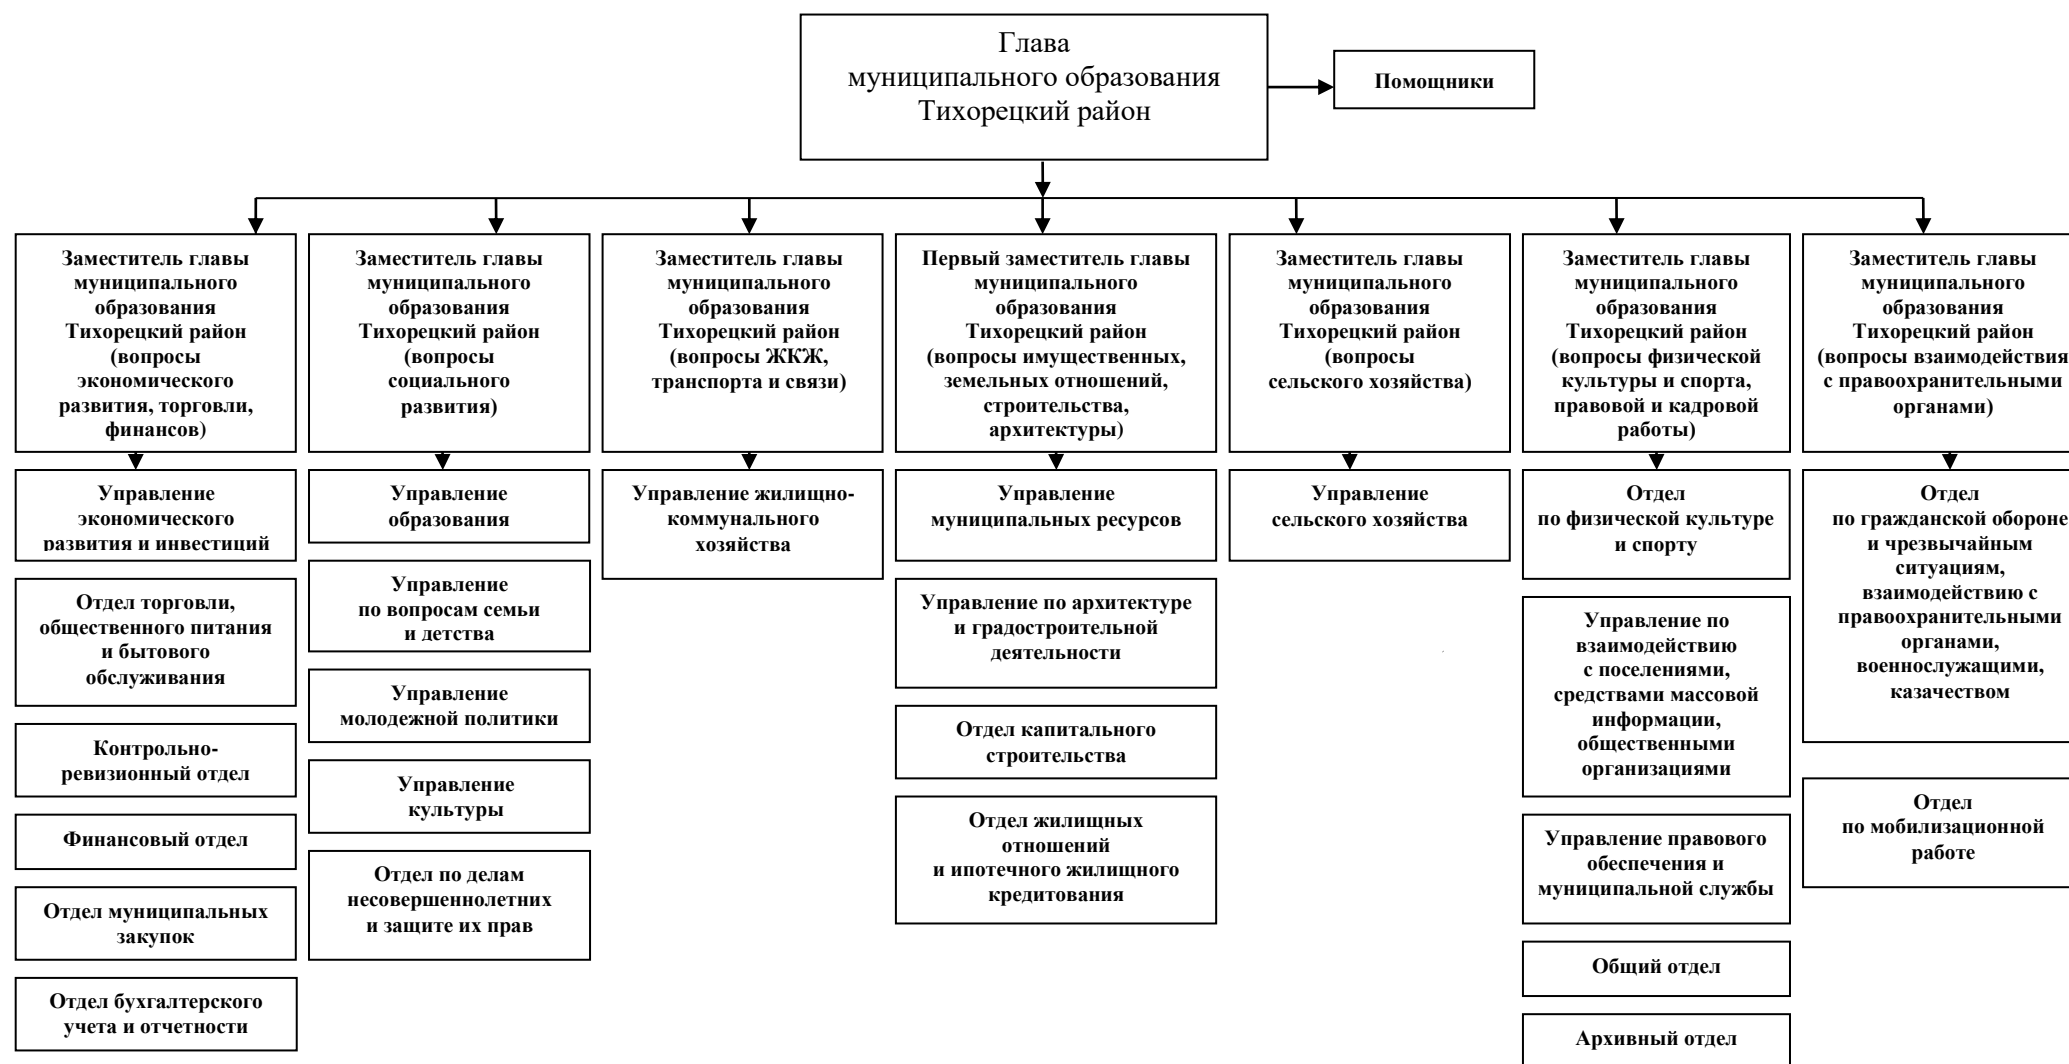 Глава
муниципального образования
Тихорецкий район
Помощники
Заместитель главы
муниципального
образования
Тихорецкий район
(вопросы
экономического
развития, торговли,
финансов)
Заместитель главы
муниципального
образования
Тихорецкий район
(вопросы
социального
развития)
Заместитель главы
муниципального
образования
Тихорецкий район
(вопросы ЖКЖ,
транспорта и связи)
Первый заместитель главы
муниципального
образования
Тихорецкий район
(вопросы имущественных,
земельных отношений,
строительства,
архитектуры)
Заместитель главы
муниципального
образования
Тихорецкий район
(вопросы
сельского хозяйства)
Заместитель главы
муниципального
образования
Тихорецкий район
(вопросы физической
культуры и спорта,
правовой и кадровой
работы)
Заместитель главы
муниципального
образования
Тихорецкий район
(вопросы взаимодействия
с правоохранительными
органами)
Управление
экономического
развития и инвестиций
Отдел торговли,
общественного питания
и бытового
обслуживания
Контрольно-
ревизионный отдел
Финансовый отдел
Отдел муниципальных
закупок
Отдел бухгалтерского
учета и отчетности
Управление
образования
Управление
по вопросам семьи
и детства
Управление
молодежной политики
Управление
культуры
Отдел по делам
несовершеннолетних
и защите их прав
Управление жилищно-
коммунального
хозяйства
Управление
муниципальных ресурсов
Управление по архитектуре
и градостроительной
деятельности
Отдел капитального
строительства
Отдел жилищных
отношений
и ипотечного жилищного
кредитования
Управление
сельского хозяйства
Отдел
по физической культуре
и спорту
Управление по
взаимодействию
с поселениями,
средствами массовой
информации,
общественными
организациями
Управление правового
обеспечения и
муниципальной службы
Общий отдел
Архивный отдел
Отдел
по гражданской обороне
и чрезвычайным
ситуациям,
взаимодействию с
правоохранительными
органами,
военнослужащими,
казачеством
Отдел
по мобилизационной
работе